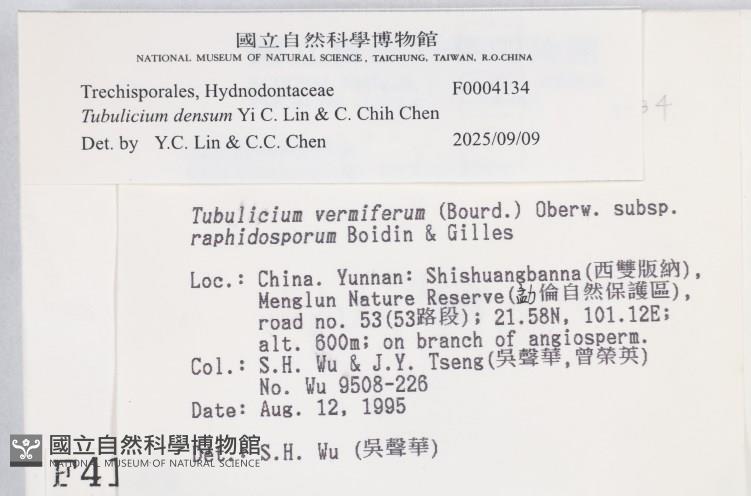 國立自然科學博物館
NATIONAL MUSEUM OF NATURAL SCIENCE, TAICHUNG, TAIWAN, R.O.CHINA
Trechisporales, Hydnodontaceae F0004134
Tubulicium densum Yi C. Lin & C. Chih Chen
Det. by Y.C. Lin & C.C. Chen 2025/09/09
34
Tubulicium vermiferum (Bourd.) Oberw. subsp.
raphidosporum Boidin & Gilles
Loc.: China. Yunnan: Shishuangbanna(西雙版納),
Menglun Nature Reserve(勐倫自然保護區),
road no. 53(53路段); 21.58N, 101.12E;
alt. 600m; on branch of angiosperm.
Col.: S.H. Wu & J.Y. Tseng(吳聲華,曾榮英)
No. Wu 9508-226
Date: Aug. 12, 1995
Det.: S.H. Wu (吳聲華)
國立自然科學博物館
NATIONAL MUSEUM OF NATURAL SCIENCE
F41